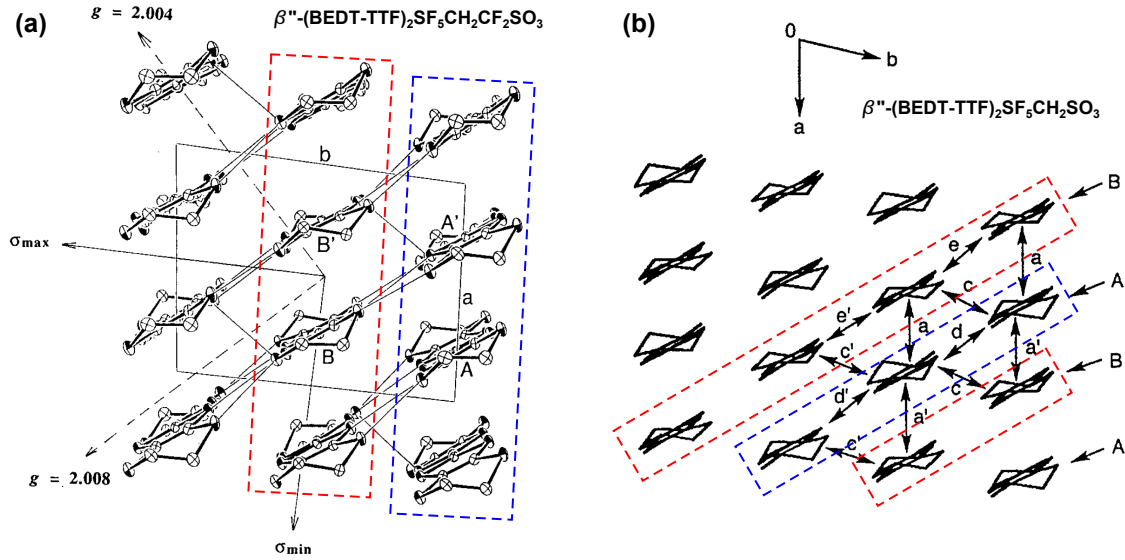 (a)
g = 2.004
β"-(BEDT-TTF)₂SF₅CH₂CF₂SO₃
b
σmax
B'
A'
a
B
A
g = 2.008
σmin
(b)
0
b
a
β"-(BEDT-TTF)₂SF₅CH₂SO₃
B
e
a
A
c
e'
a
d
a'
B
c'
c
d'
a'
A
c'